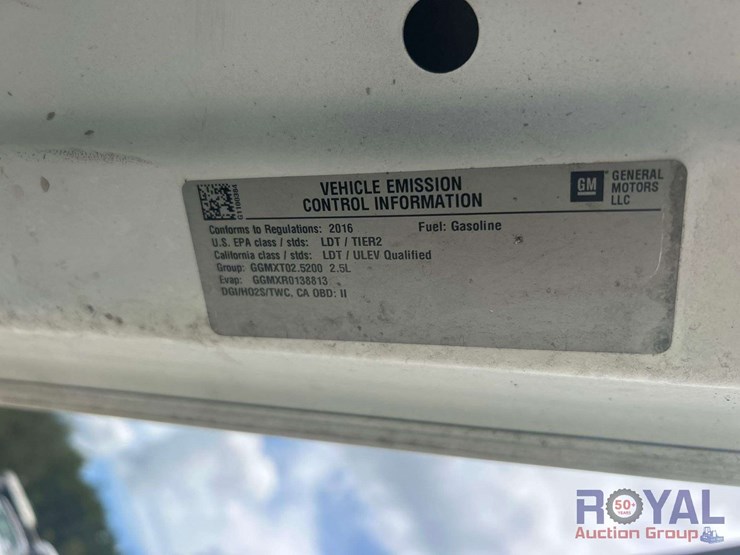 VEHICLE EMISSION
CONTROL INFORMATION
GM
GENERAL
MOTORS
LLC
Conforms to Regulations: 2016 Fuel: Gasoline
U.S. EPA class / stds: LDT / TIER2
California class / stds: LDT / ULEV Qualified
Group: GGMXT02.5200 2.5L
Evap: GGMXR0138813
DGI/HO2S/TWC, CA OBD: II
ROYAL
50+
YEARS
Auction Group